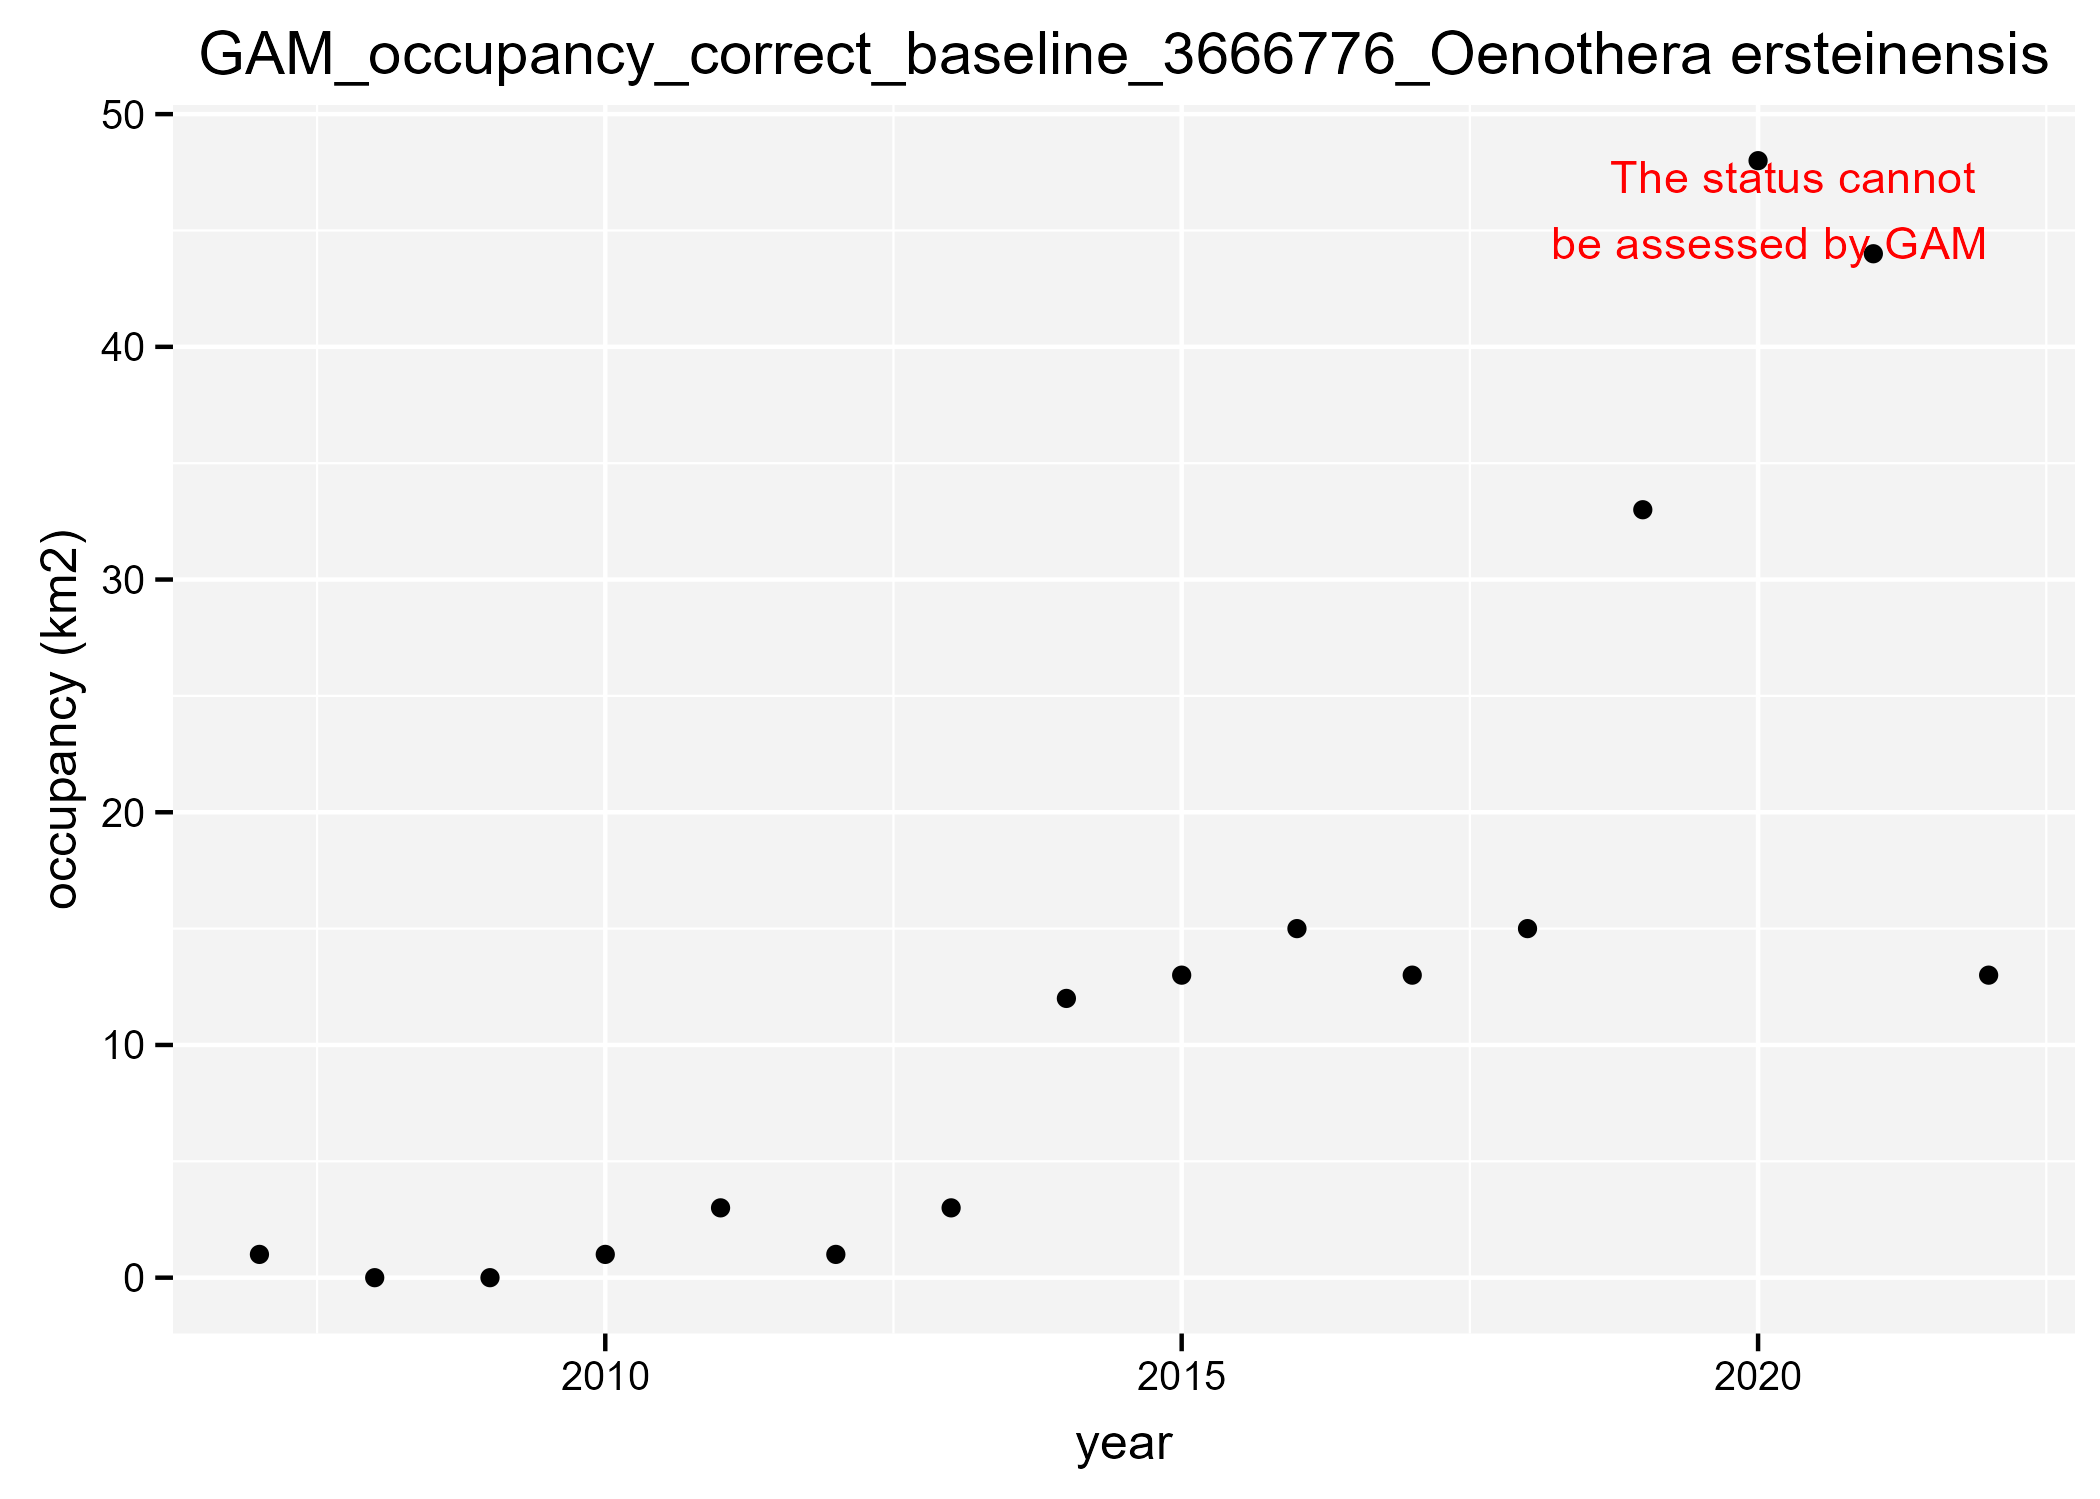 GAM_occupancy_correct_baseline_3666776_Oenothera ersteinensis
50
The status cannot
be assessed by GAM
40
30
20
10
0
occupancy (km2)
2010 2015 2020
year